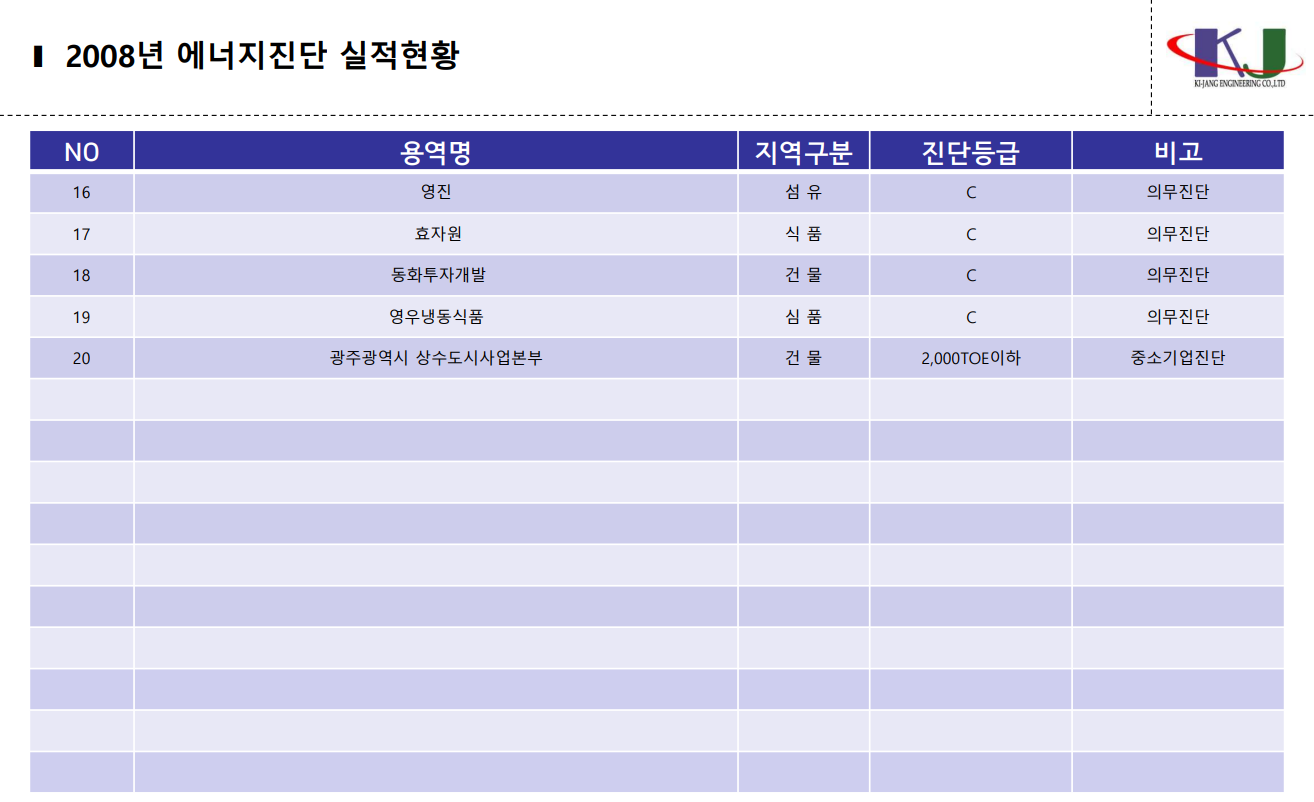 2008년 에너지진단 실적현황
KJ
KI-JANG ENGINEERING CO.,LTD
NO 용역명 지역구분 진단등급 비고
16 영진 섬 유 C 의무진단
17 효자원 식 품 C 의무진단
18 동화투자개발 건 물 C 의무진단
19 영우냉동식품 심 품 C 의무진단
20 광주광역시 상수도시사업본부 건 물 2,000TOE이하 중소기업진단